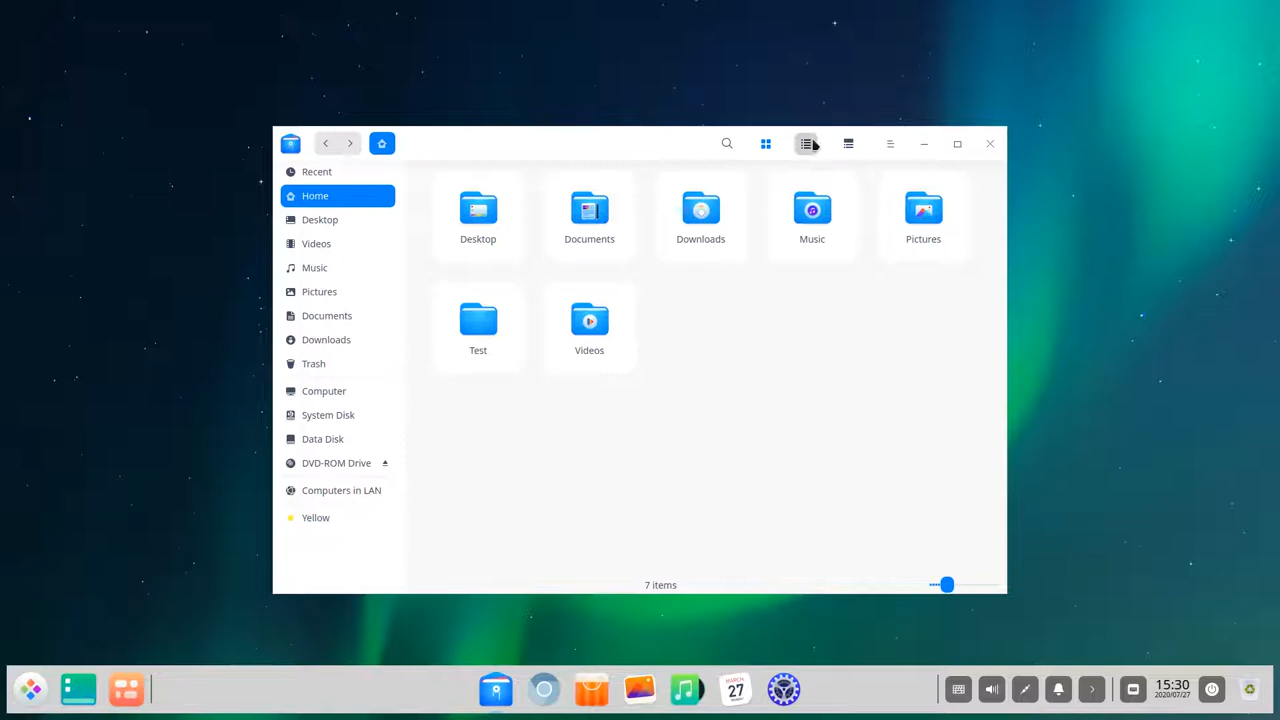 Recent
Home
Desktop
Videos
Music
Pictures
Documents
Downloads
Trash
Computer
System Disk
Data Disk
DVD-ROM Drive
Computers in LAN
Yellow
Desktop
Documents
Downloads
Music
Pictures
Test
Videos
7 items
MARCH
27
15:30
2020/07/27